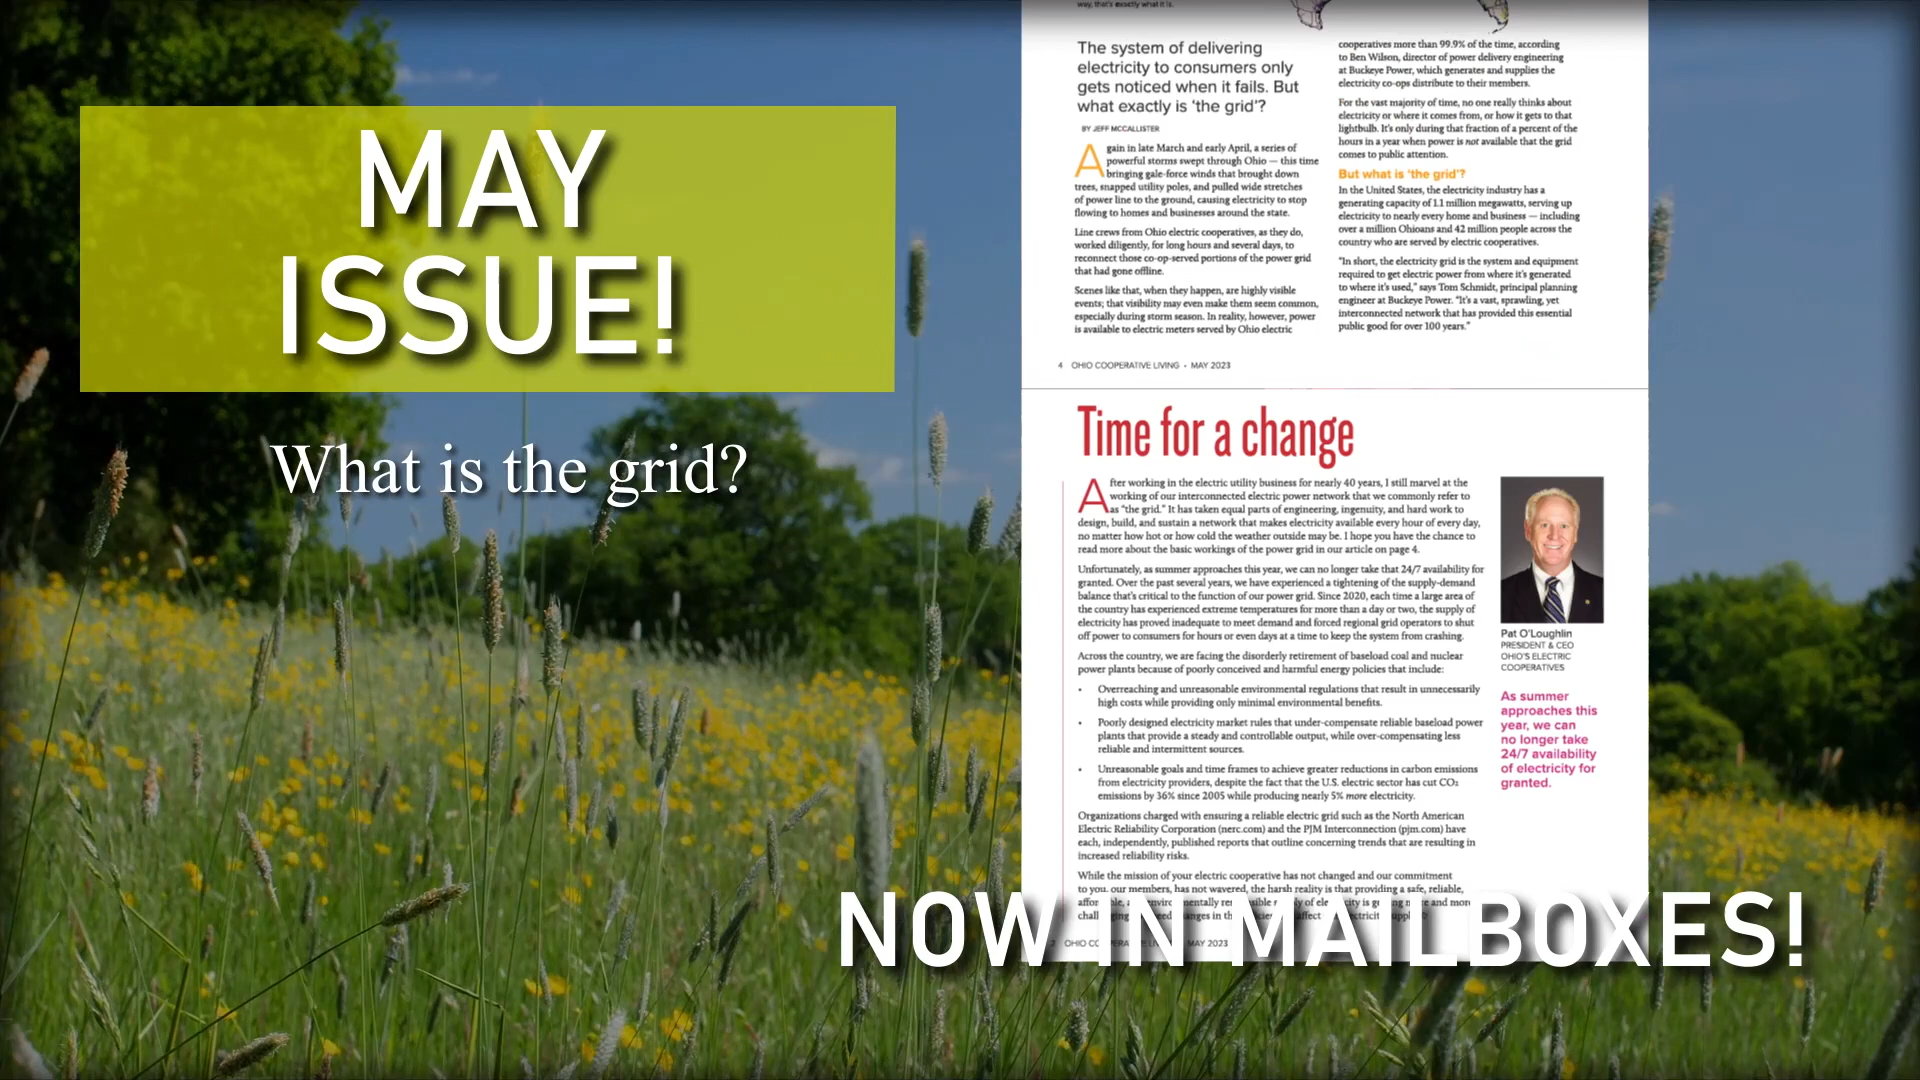 MAY
ISSUE!
What is the grid?
way, that's exactly what it is.
The system of delivering
electricity to consumers only
gets noticed when it fails. But
what exactly is ‘the grid’?
BY JEFF MCCALLISTER
Again in late March and early April, a series of
powerful storms swept through Ohio — this time
bringing gale-force winds that brought down
trees, snapped utility poles, and pulled wide stretches
of power line to the ground, causing electricity to stop
flowing to homes and businesses around the state.
Line crews from Ohio electric cooperatives, as they do,
worked diligently, for long hours and several days, to
reconnect those co-op-served portions of the power grid
that had gone offline.
Scenes like that, when they happen, are highly visible
events; that visibility may even make them seem common,
especially during storm season. In reality, however, power
is available to electric meters served by Ohio electric
cooperatives more than 99.9% of the time, according
to Ben Wilson, director of power delivery engineering
at Buckeye Power, which generates and supplies the
electricity co-ops distribute to their members.
For the vast majority of time, no one really thinks about
electricity or where it comes from, or how it gets to that
lightbulb. It's only during that fraction of a percent of the
hours in a year when power is not available that the grid
comes to public attention.
But what is ‘the grid’?
In the United States, the electricity industry has a
generating capacity of 1.1 million megawatts, serving up
electricity to nearly every home and business — including
over a million Ohioans and 42 million people across the
country who are served by electric cooperatives.
“In short, the electricity grid is the system and equipment
required to get electric power from where it's generated
to where it's used,” says Tom Schmidt, principal planning
engineer at Buckeye Power. “It's a vast, sprawling, yet
interconnected network that has provided this essential
public good for over 100 years.”
4 OHIO COOPERATIVE LIVING • MAY 2023
Time for a change
After working in the electric utility business for nearly 40 years, I still marvel at the
working of our interconnected electric power network that we commonly refer to
as “the grid.” It has taken equal parts of engineering, ingenuity, and hard work to
design, build, and sustain a network that makes electricity available every hour of every day,
no matter how hot or how cold the weather outside may be. I hope you have the chance to
read more about the basic workings of the power grid in our article on page 4.
Unfortunately, as summer approaches this year, we can no longer take that 24/7 availability for
granted. Over the past several years, we have experienced a tightening of the supply-demand
balance that's critical to the function of our power grid. Since 2020, each time a large area of
the country has experienced extreme temperatures for more than a day or two, the supply of
electricity has proved inadequate to meet demand and forced regional grid operators to shut
off power to consumers for hours or even days at a time to keep the system from crashing.
Across the country, we are facing the disorderly retirement of baseload coal and nuclear
power plants because of poorly conceived and harmful energy policies that include:
• Overreaching and unreasonable environmental regulations that result in unnecessarily
high costs while providing only minimal environmental benefits.
• Poorly designed electricity market rules that under-compensate reliable baseload power
plants that provide a steady and controllable output, while over-compensating less
reliable and intermittent sources.
• Unreasonable goals and time frames to achieve greater reductions in carbon emissions
from electricity providers, despite the fact that the U.S. electric sector has cut CO₂
emissions by 36% since 2005 while producing nearly 5% more electricity.
Organizations charged with ensuring a reliable electric grid such as the North American
Electric Reliability Corporation (nerc.com) and the PJM Interconnection (pjm.com) have
each, independently, published reports that outline concerning trends that are resulting in
increased reliability risks.
While the mission of your electric cooperative has not changed and our commitment
to you, our members, has not wavered, the harsh reality is that providing a safe, reliable,
and more
2 OHIO MAY 2023
Pat O'Loughlin
PRESIDENT & CEO
OHIO'S ELECTRIC
COOPERATIVES
As summer
approaches this
year, we can
no longer take
24/7 availability
of electricity for
granted.
NOW IN MAILBOXES!